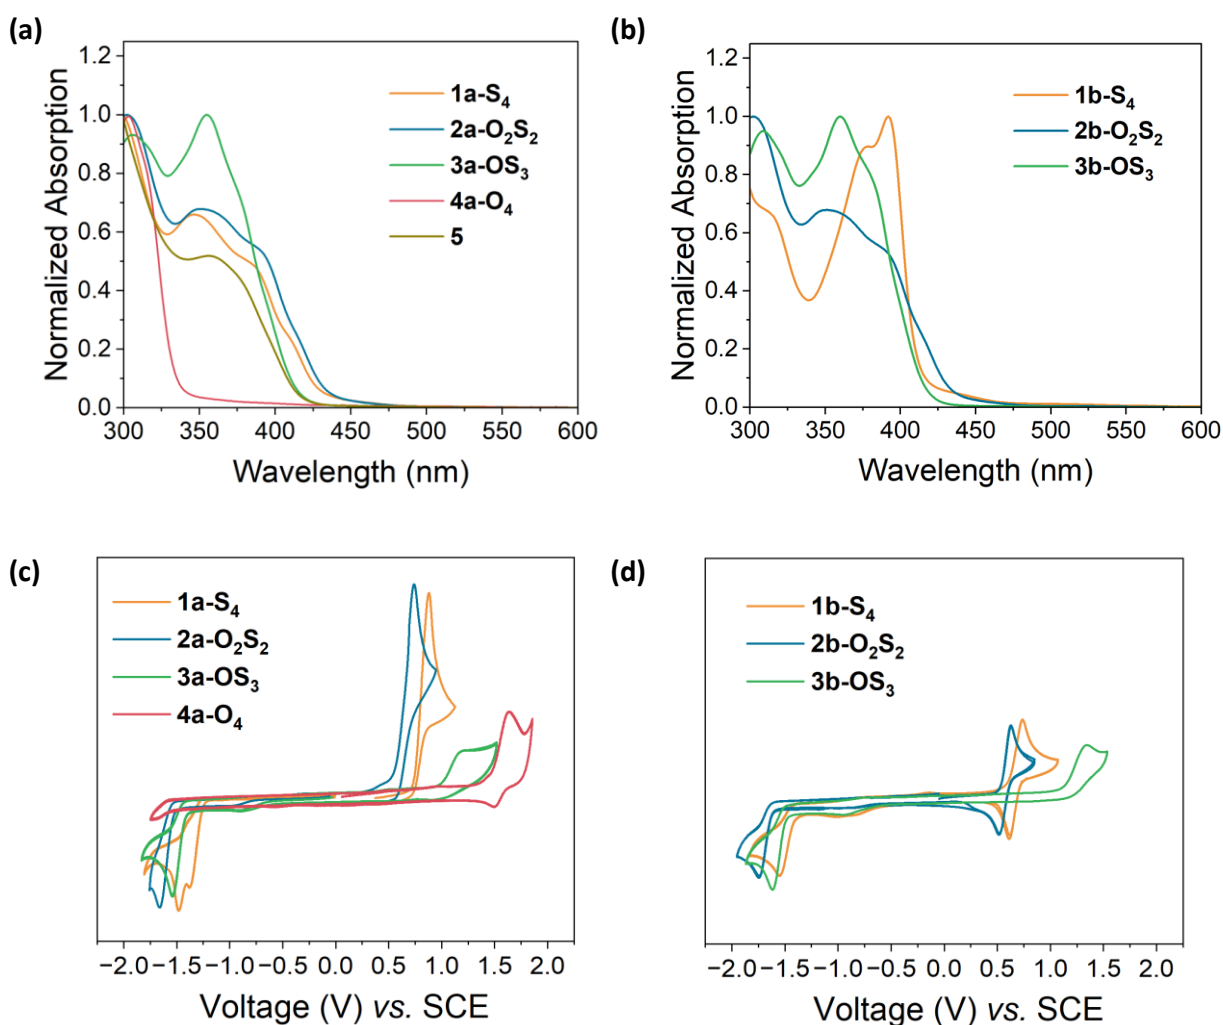 (a)
Normalized Absorption
1.2
1.0
0.8
0.6
0.4
0.2
0.0
1a-S₄
2a-O₂S₂
3a-OS₃
4a-O₄
5
300 350 400 450 500 550 600
Wavelength (nm)
(b)
Normalized Absorption
1.2
1.0
0.8
0.6
0.4
0.2
0.0
1b-S₄
2b-O₂S₂
3b-OS₃
300 350 400 450 500 550 600
Wavelength (nm)
(c)
1a-S₄
2a-O₂S₂
3a-OS₃
4a-O₄
−2.0 −1.5 −1.0 −0.5 0.0 0.5 1.0 1.5 2.0
Voltage (V) vs. SCE
(d)
1b-S₄
2b-O₂S₂
3b-OS₃
−2.0 −1.5 −1.0 −0.5 0.0 0.5 1.0 1.5 2.0
Voltage (V) vs. SCE